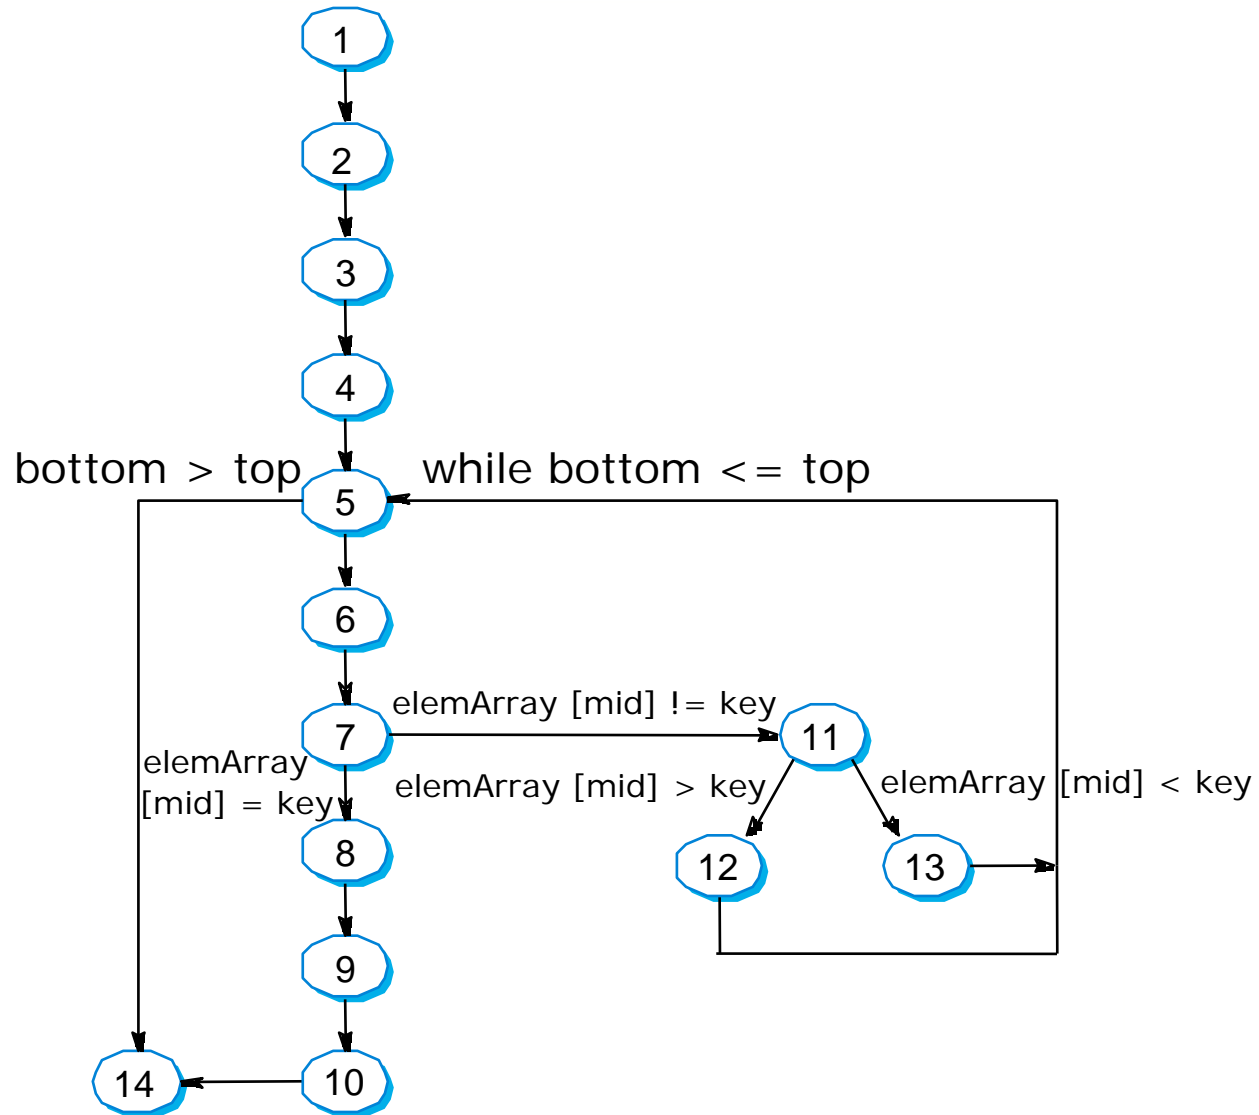 1
2
3
4
bottom > top
while bottom <= top
5
6
elemArray [mid] != key
7
11
elemArray
[mid] = key
elemArray [mid] > key
elemArray [mid] < key
8
12
13
9
14
10